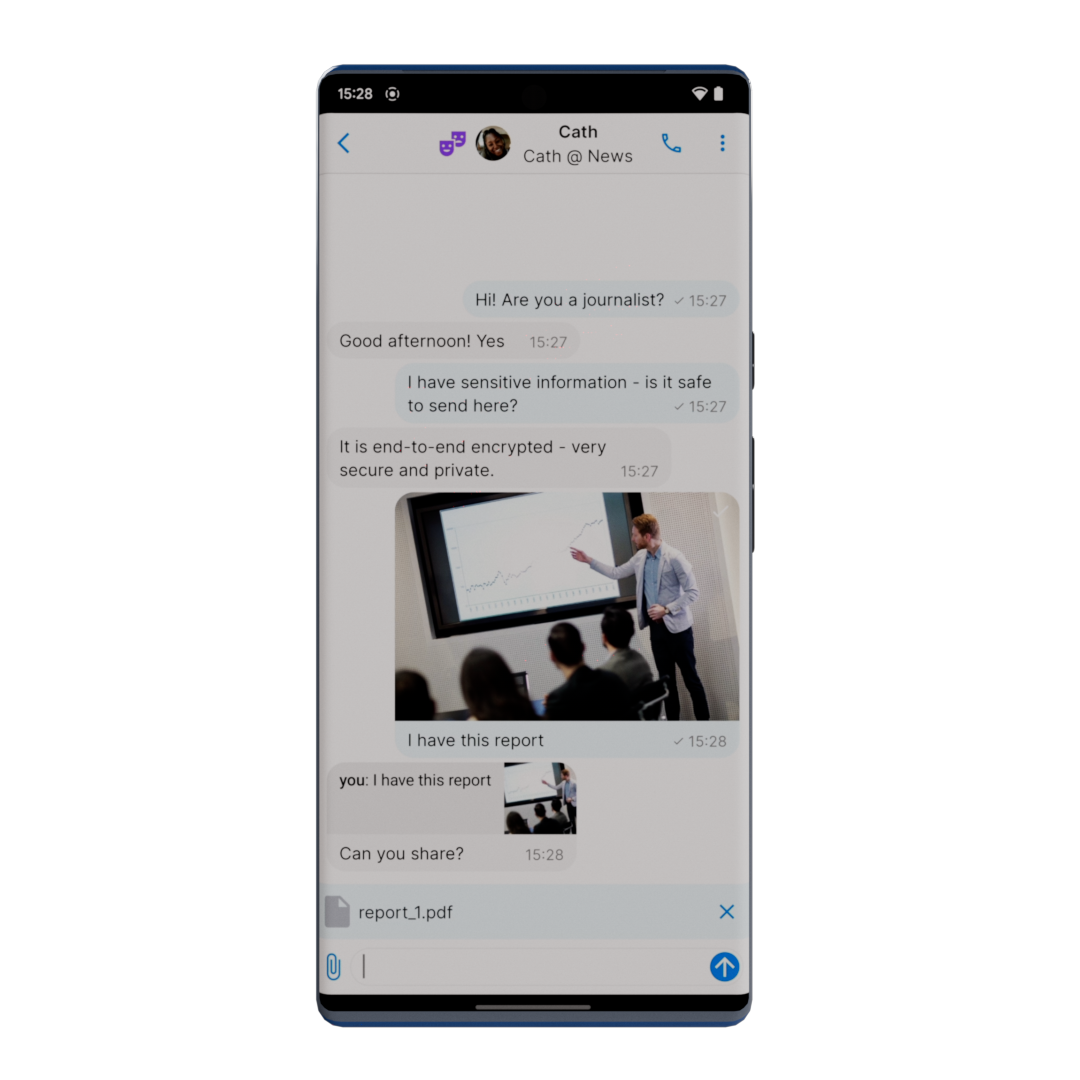 15:28
Cath
Cath @ News
Hi! Are you a journalist? 15:27
Good afternoon! Yes 15:27
I have sensitive information - is it safe
to send here? 15:27
It is end-to-end encrypted - very
secure and private. 15:27
I have this report 15:28
you: I have this report
Can you share? 15:28
report_1.pdf